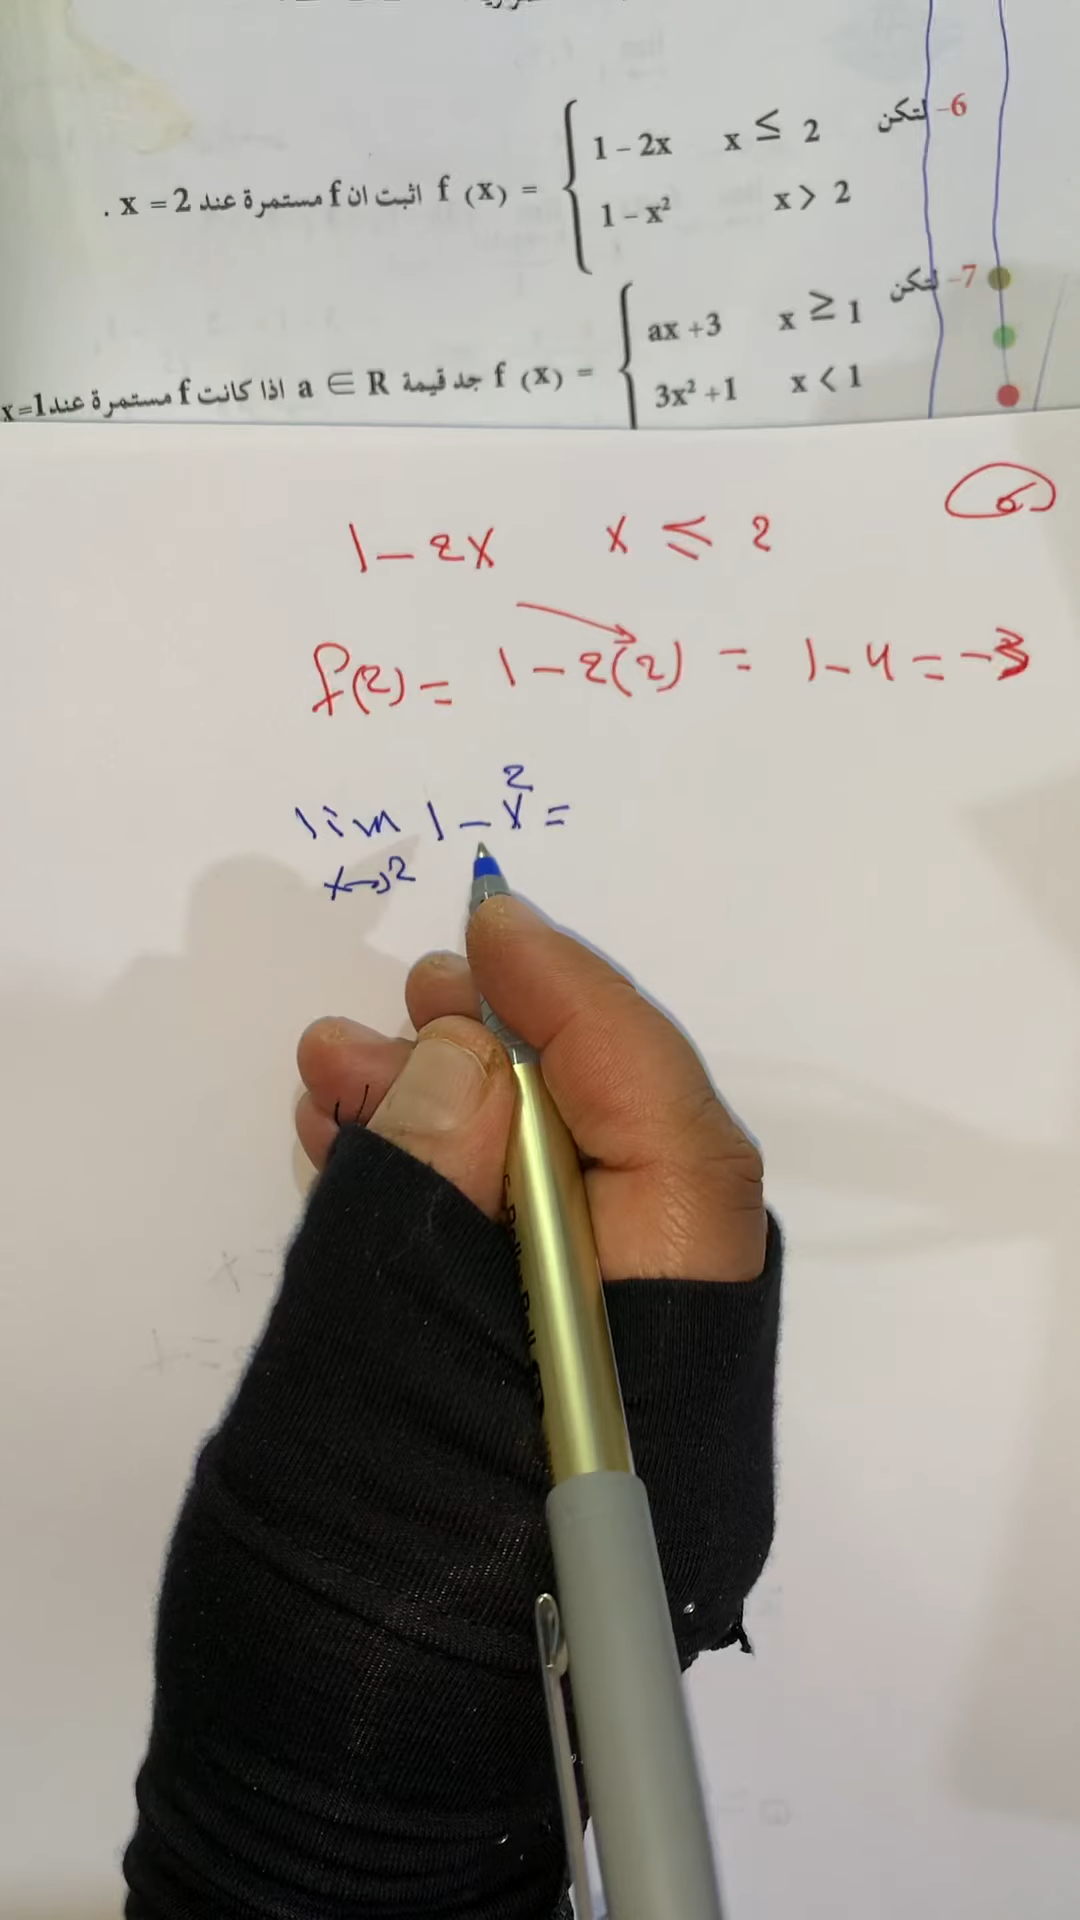 6- لتكن f (x) = { 1 – 2x x ≤ 2
1 – x² x > 2 اثبت ان f مستمرة عند x = 2 .
7- لتكن f (x) = { ax +3 x ≥ 1
3x² +1 x < 1 جد قيمة a ∈ R اذا كانت f مستمرة عند x=1
1 – 2x x ≤ 2
f(2) = 1 – 2(2) = 1 – 4 = –3
lim 1 – x² =
x→2